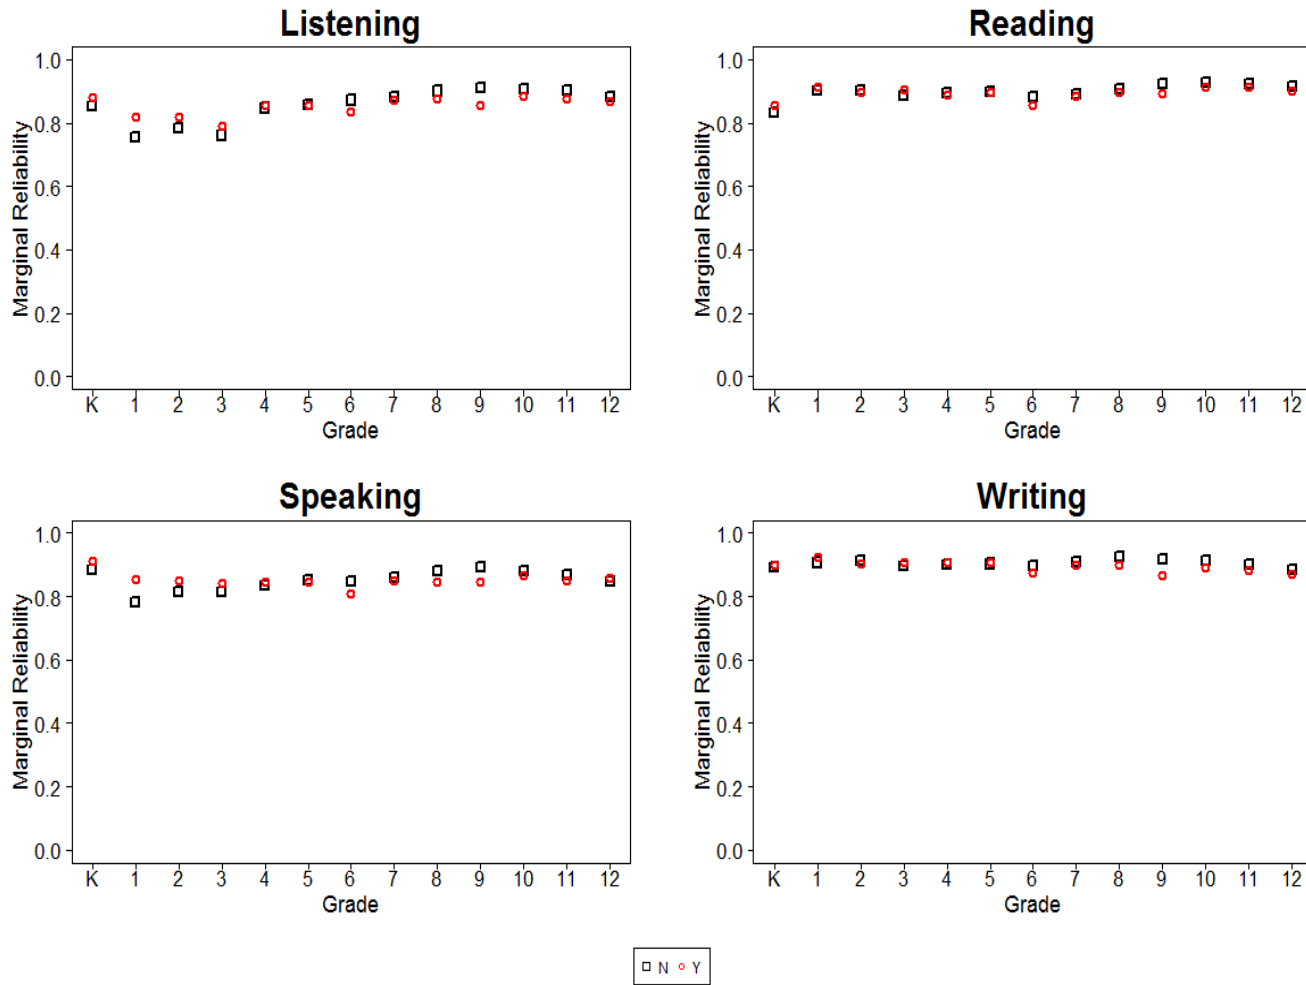 Listening
Marginal Reliability
1.0
0.8
0.6
0.4
0.2
0.0
K 1 2 3 4 5 6 7 8 9 10 11 12
Grade
Reading
Marginal Reliability
1.0
0.8
0.6
0.4
0.2
0.0
K 1 2 3 4 5 6 7 8 9 10 11 12
Grade
Speaking
Marginal Reliability
1.0
0.8
0.6
0.4
0.2
0.0
K 1 2 3 4 5 6 7 8 9 10 11 12
Grade
Writing
Marginal Reliability
1.0
0.8
0.6
0.4
0.2
0.0
K 1 2 3 4 5 6 7 8 9 10 11 12
Grade
N Y